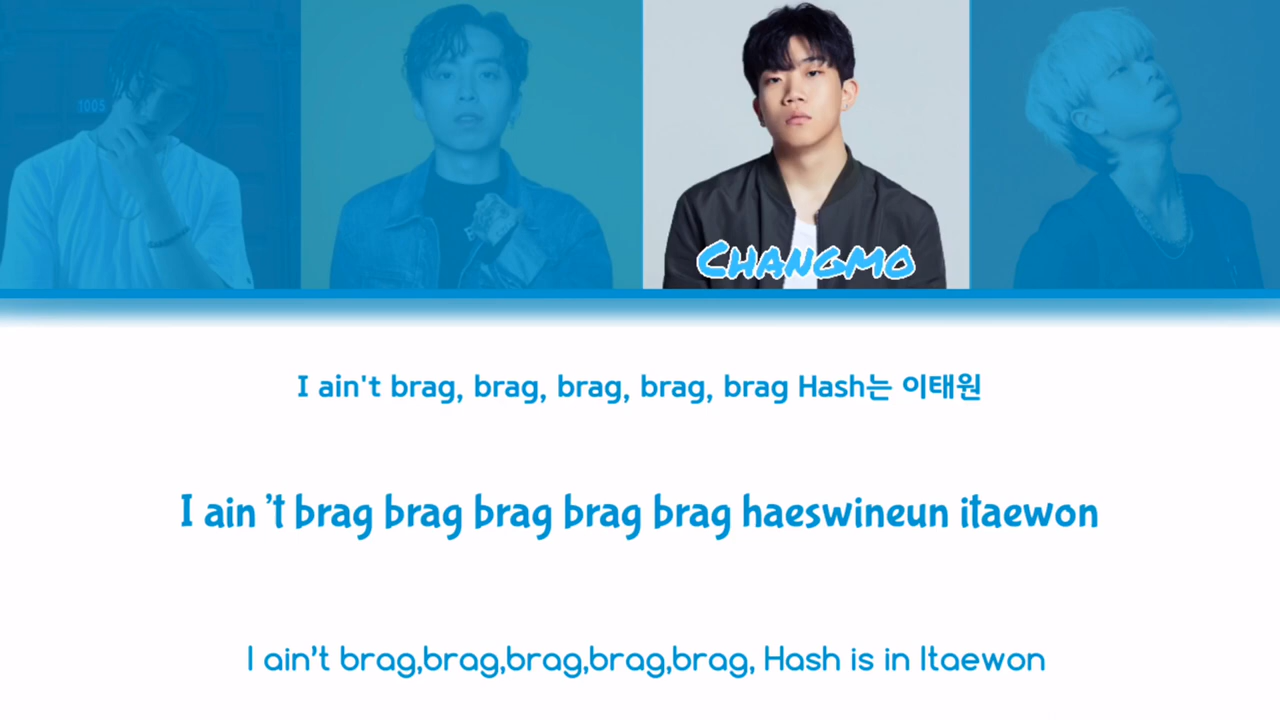 1005
CHANGMO
I ain't brag, brag, brag, brag, brag Hash는 이태원
I ain 't brag brag brag brag brag haeswineun itaewon
I ain't brag,brag,brag,brag,brag, Hash is in Itaewon